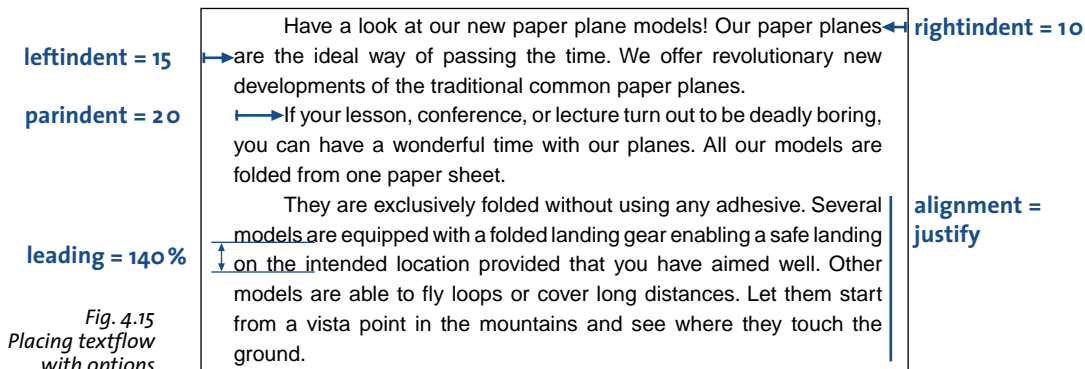 Have a look at our new paper plane models! Our paper planes
rightindent = 10
leftindent = 15
are the ideal way of passing the time. We offer revolutionary new
developments of the traditional common paper planes.
parindent = 20
If your lesson, conference, or lecture turn out to be deadly boring,
you can have a wonderful time with our planes. All our models are
folded from one paper sheet.
They are exclusively folded without using any adhesive. Several
alignment =
justify
models are equipped with a folded landing gear enabling a safe landing
leading = 140%
on the intended location provided that you have aimed well. Other
models are able to fly loops or cover long distances. Let them start
from a vista point in the mountains and see where they touch the
ground.
Fig. 4.15
Placing textflow
with options